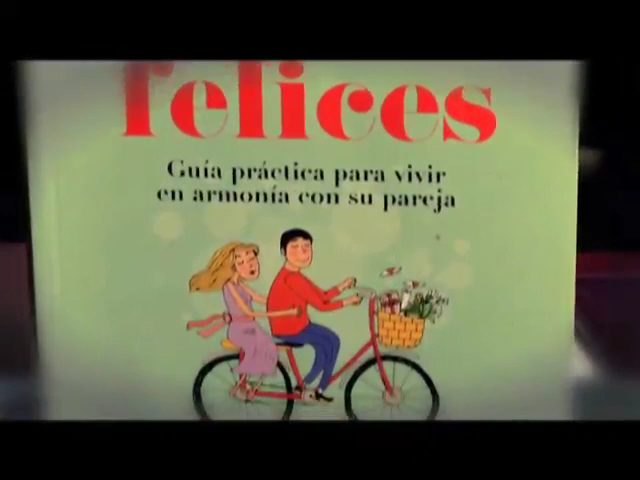 felices
Guía práctica para vivir
en armonía con su pareja